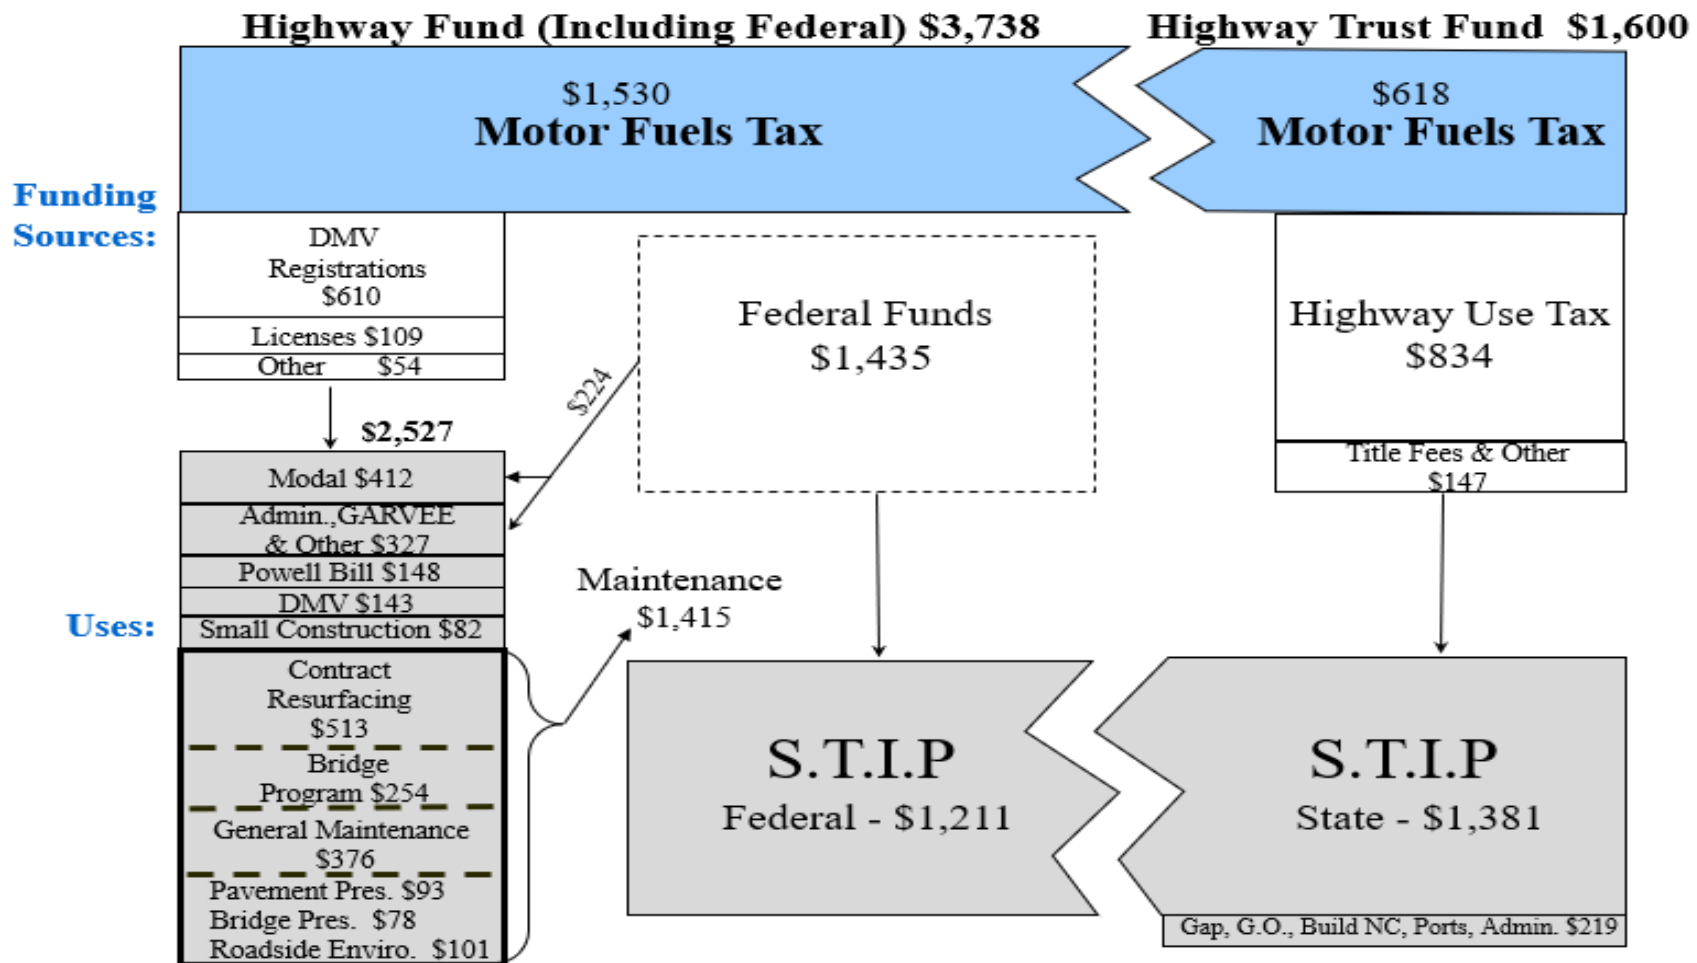 Highway Fund (Including Federal) $3,738
Highway Trust Fund $1,600
$1,530
Motor Fuels Tax
$618
Motor Fuels Tax
Funding
Sources:
DMV
Registrations
$610
Licenses $109
Other $54
Federal Funds
$1,435
Highway Use Tax
$834
Title Fees & Other
$147
$224
$2,527
Uses:
Modal $412
Admin.,GARVEE
& Other $327
Powell Bill $148
DMV $143
Small Construction $82
Contract
Resurfacing
$513
Bridge
Program $254
General Maintenance
$376
Pavement Pres. $93
Bridge Pres. $78
Roadside Enviro. $101
Maintenance
$1,415
S.T.I.P
Federal - $1,211
S.T.I.P
State - $1,381
Gap, G.O., Build NC, Ports, Admin. $219